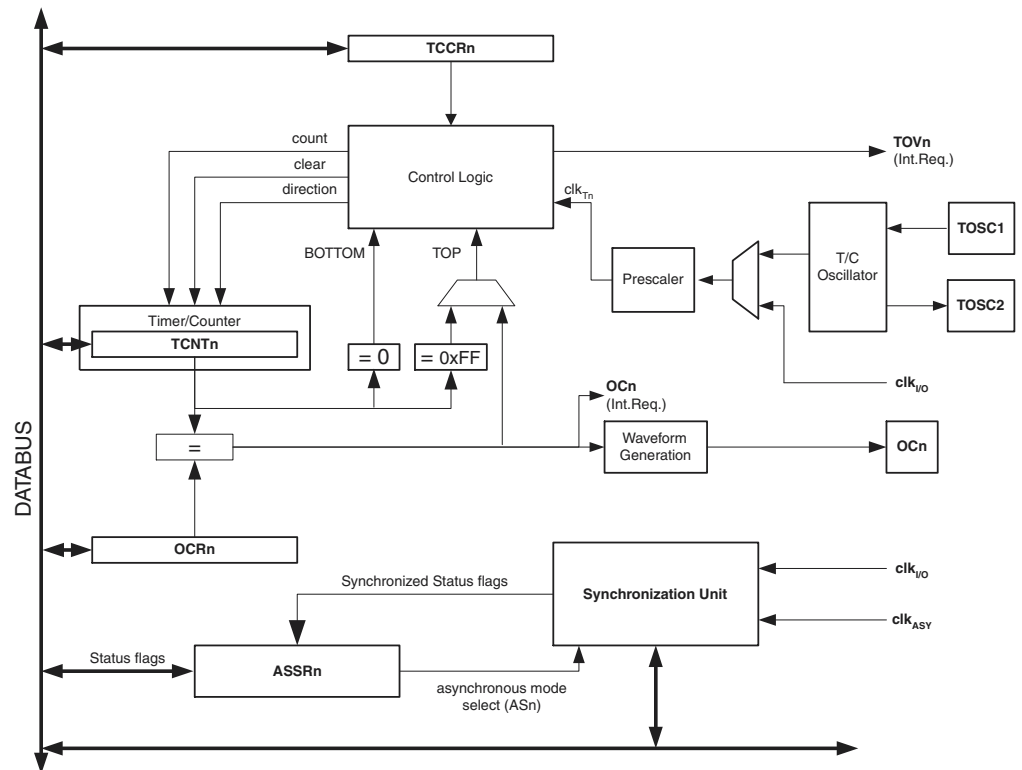 TCCRn
count
clear
direction
Control Logic
TOVn
(Int.Req.)
clkTn
BOTTOM
TOP
Prescaler
T/C
Oscillator
TOSC1
TOSC2
Timer/Counter
TCNTn
= 0
= 0xFF
clkI/O
OCn
(Int.Req.)
=
Waveform
Generation
OCn
DATABUS
OCRn
Synchronized Status flags
Synchronization Unit
clkI/O
clkASY
Status flags
ASSRn
asynchronous mode
select (ASn)